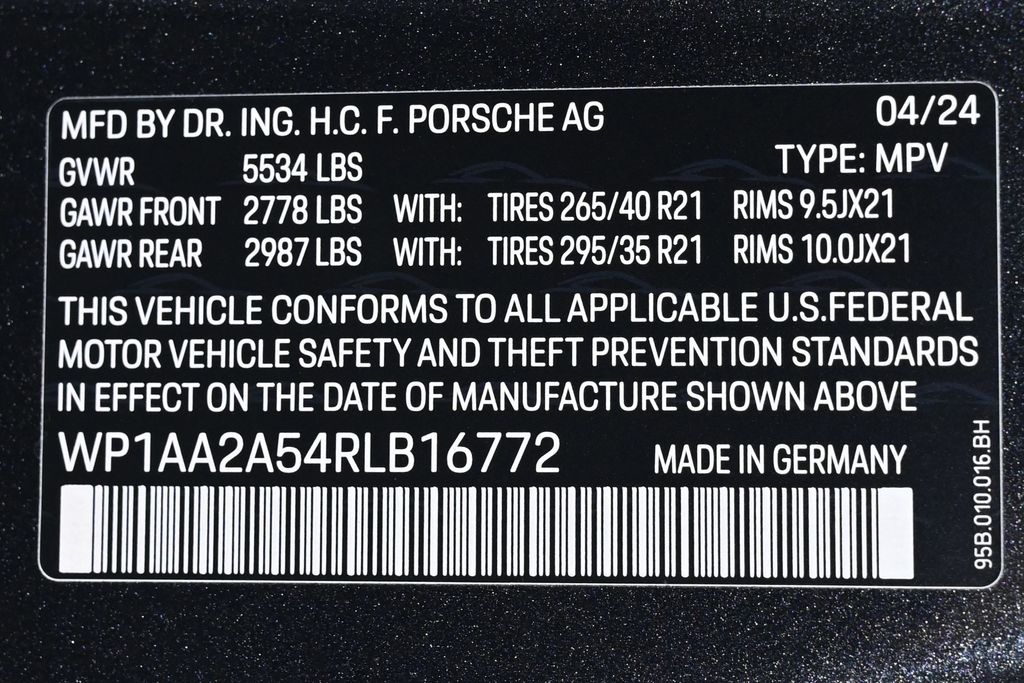 MFD BY DR. ING. H.C. F. PORSCHE AG 04/24
GVWR 5534 LBS TYPE: MPV
GAWR FRONT 2778 LBS WITH: TIRES 265/40 R21 RIMS 9.5JX21
GAWR REAR 2987 LBS WITH: TIRES 295/35 R21 RIMS 10.0JX21
THIS VEHICLE CONFORMS TO ALL APPLICABLE U.S.FEDERAL
MOTOR VEHICLE SAFETY AND THEFT PREVENTION STANDARDS
IN EFFECT ON THE DATE OF MANUFACTURE SHOWN ABOVE
WP1AA2A54RLB16772 MADE IN GERMANY
95B.010.016.BH